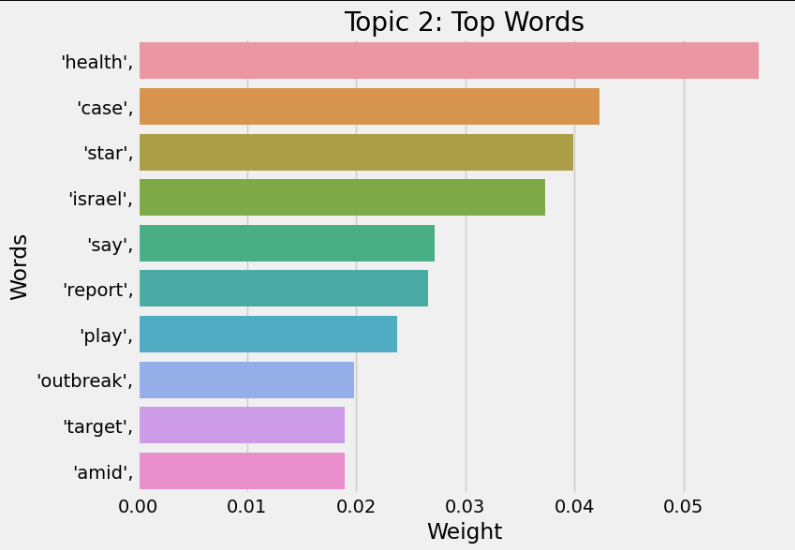 Topic 2: Top Words
'health',
'case',
'star',
'israel',
'say',
'report',
'play',
'outbreak',
'target',
'amid',
Words
0.00 0.01 0.02 0.03 0.04 0.05
Weight